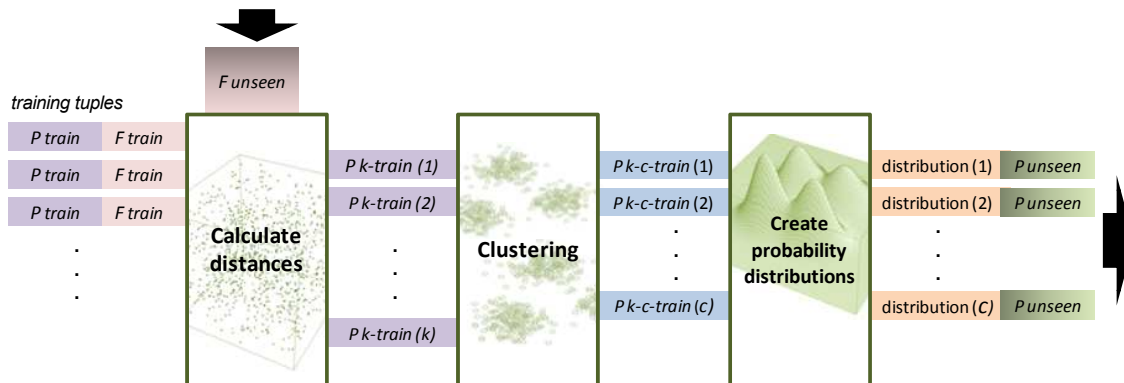 F unseen
training tuples
P train F train
P train F train
P train F train
.
.
.
Calculate
distances
P k-train (1)
P k-train (2)
.
.
.
P k-train (k)
Clustering
P k-c-train (1)
P k-c-train (2)
.
.
.
P k-c-train (c)
Create
probability
distributions
distribution (1) P unseen
distribution (2) P unseen
.
.
.
distribution (C) P unseen